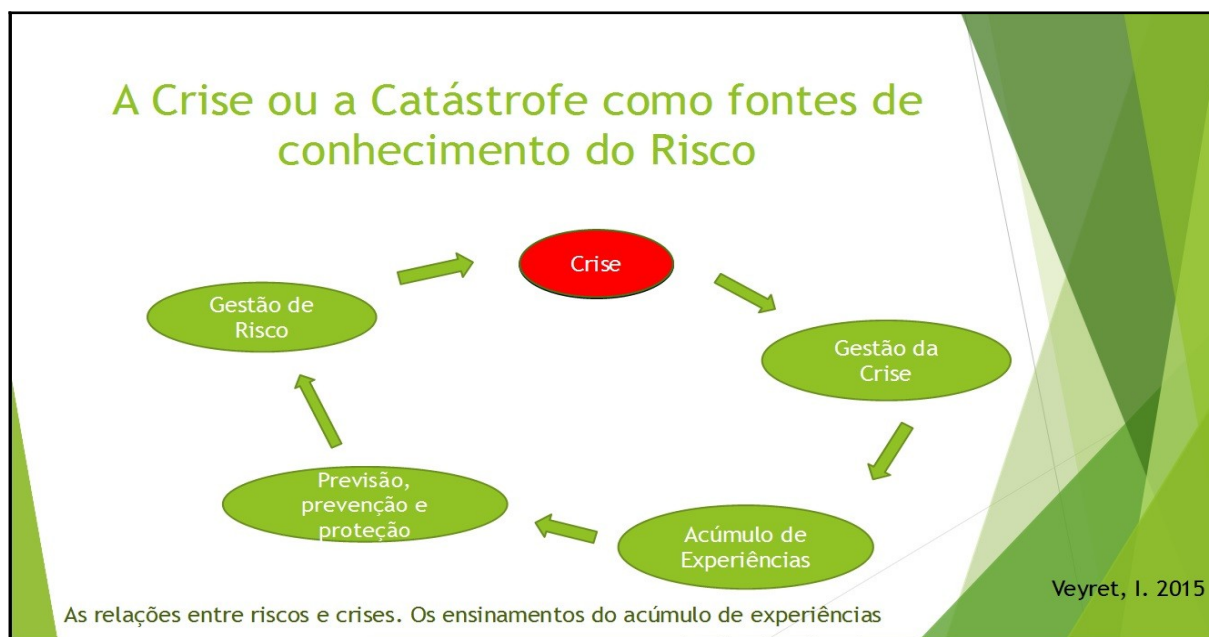 A Crise ou a Catástrofe como fontes de
conhecimento do Risco
Crise
Gestão de
Risco
Gestão da
Crise
Previsão,
prevenção e
proteção
Acúmulo de
Experiências
Veyret, I. 2015
As relações entre riscos e crises. Os ensinamentos do acúmulo de experiências